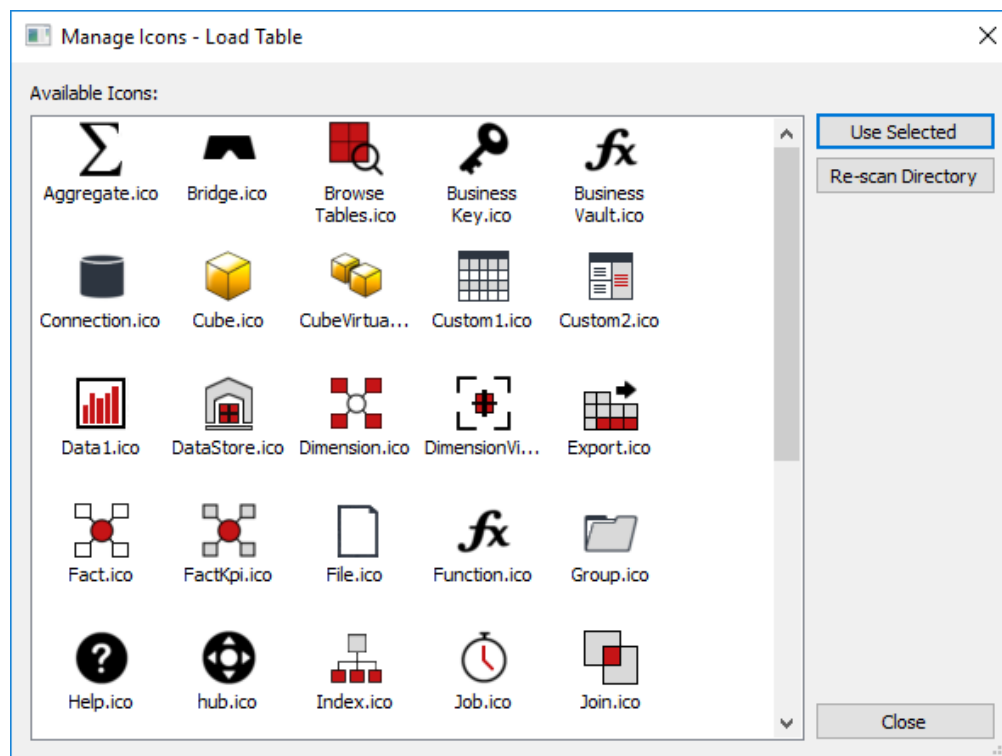 Manage Icons - Load Table
Available Icons:
Use Selected
Re-scan Directory
Aggregate.ico
Bridge.ico
Browse
Tables.ico
Business
Key.ico
fx
Business
Vault.ico
Connection.ico
Cube.ico
CubeVirtua...
Custom1.ico
Custom2.ico
Data1.ico
DataStore.ico
Dimension.ico
DimensionVi...
Export.ico
Fact.ico
FactKpi.ico
File.ico
fx
Function.ico
Group.ico
Help.ico
hub.ico
Index.ico
Job.ico
Join.ico
Close